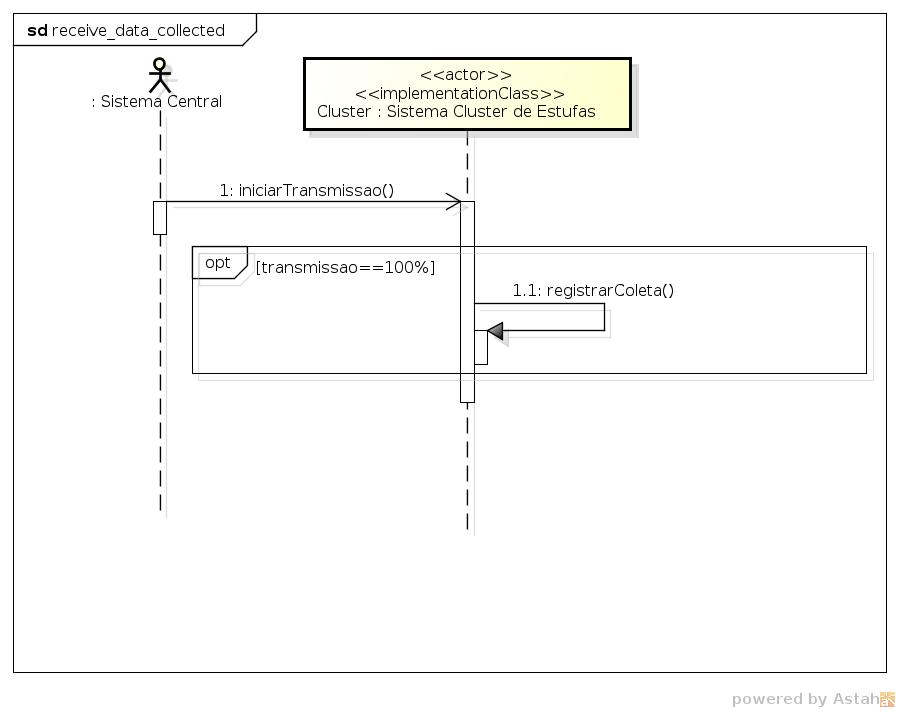 sd receive_data_collected
: Sistema Central
<<actor>>
<<implementationClass>>
Cluster : Sistema Cluster de Estufas
1: iniciarTransmissao()
opt
[transmissao==100%]
1.1: registrarColeta()
powered by Astah